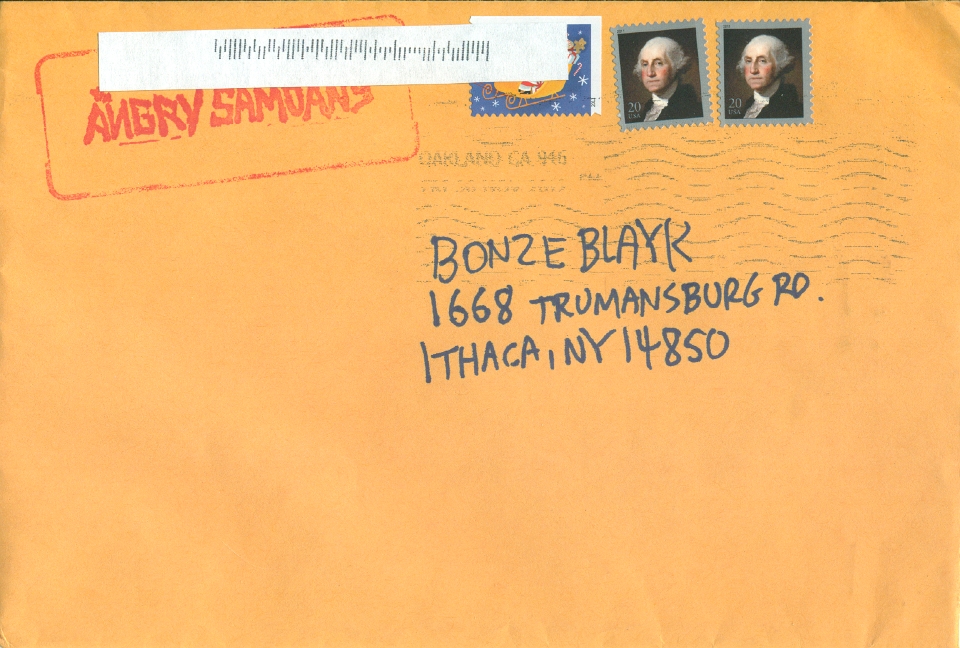 ANGRY SAMOANS
20
USA
20
USA
OAKLAND CA 946
BONZE BLAYK
1668 TRUMANSBURG RD.
ITHACA, NY 14850